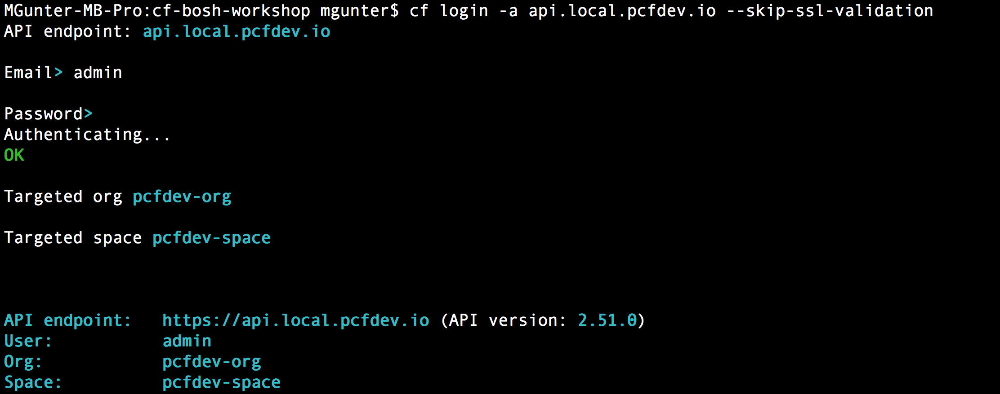 MGunter-MB-Pro:cf-bosh-workshop mgunter$ cf login -a api.local.pcfdev.io --skip-ssl-validation
API endpoint: api.local.pcfdev.io
Email> admin
Password>
Authenticating...
OK
Targeted org pcfdev-org
Targeted space pcfdev-space
API endpoint:   https://api.local.pcfdev.io (API version: 2.51.0)
User:           admin
Org:            pcfdev-org
Space:          pcfdev-space